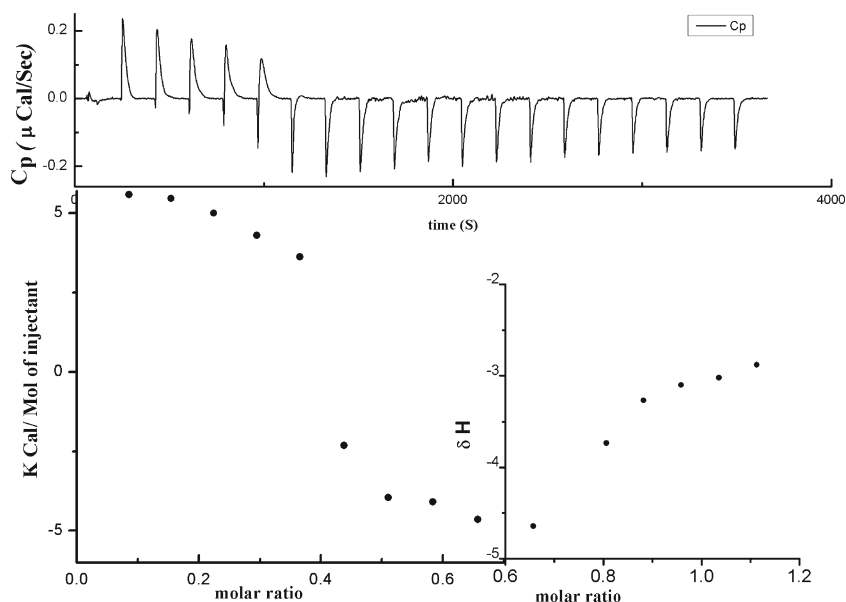 Cp
0.2
0.0
-0.2
Cp ( μ Cal/Sec)
0 2000 4000
time (S)
5
0
-5
K Cal/ Mol of injectant
0.0 0.2 0.4 0.6
molar ratio
-2
-3
-4
-5
δ H
0.6 0.8 1.0 1.2
molar ratio